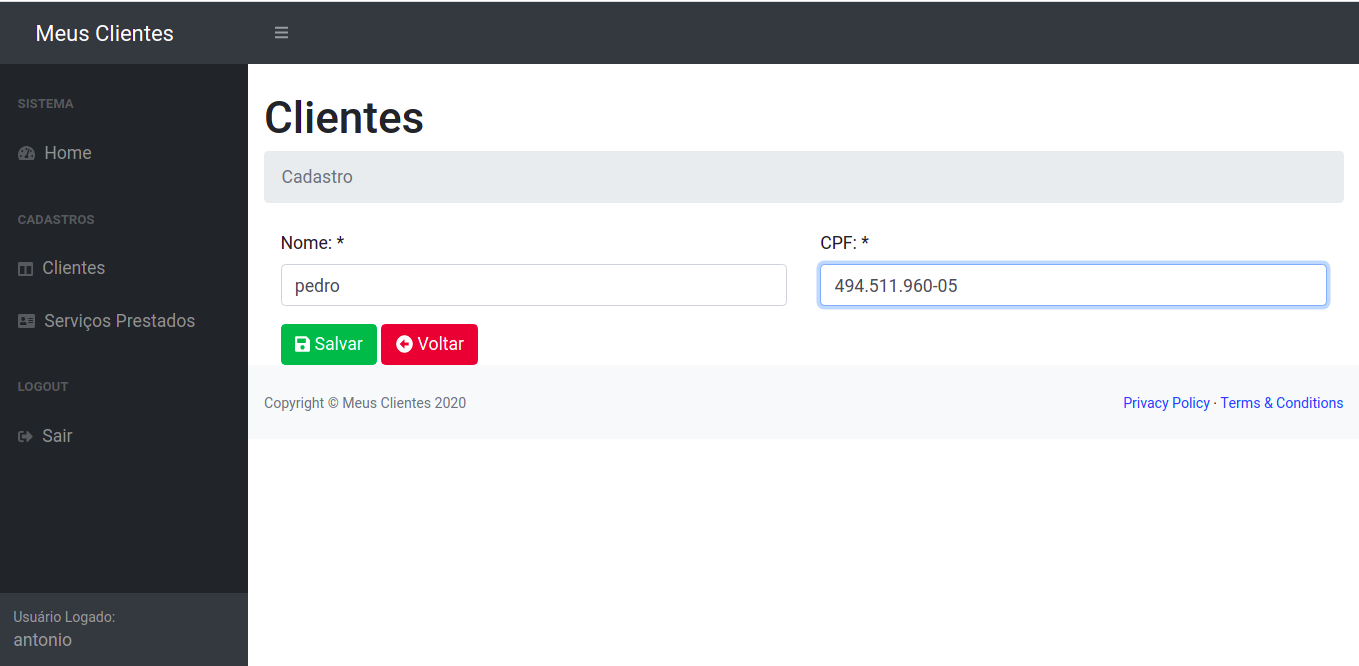 Meus Clientes
SISTEMA
Home
CADASTROS
Clientes
Serviços Prestados
LOGOUT
Sair
Usuário Logado:
antonio
Clientes
Cadastro
Nome: * CPF: *
pedro 494.511.960-05
Salvar Voltar
Copyright © Meus Clientes 2020 Privacy Policy · Terms & Conditions